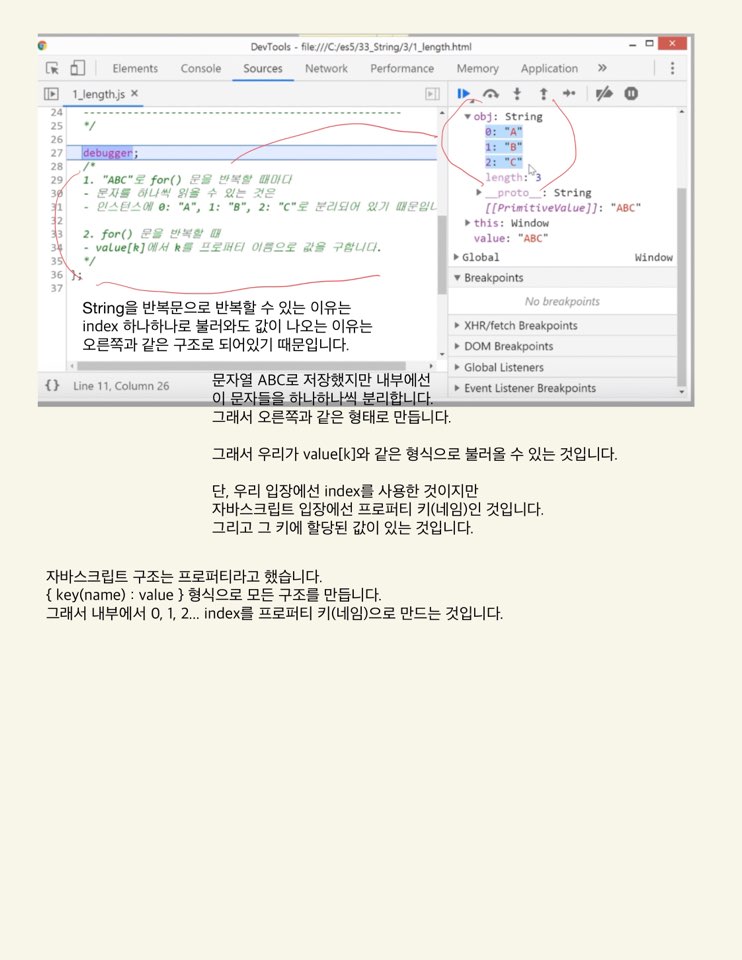 DevTools - file:///C:/es5/33_String/3/1_length.html
Elements Console Sources Network Performance Memory Application »
1_length.js ×
24 --------------------------------------------------
25 */
26
27 debugger;
28 /*
29 1. "ABC"로 for() 문을 반복할 때마다
30 - 문자를 하나씩 읽을 수 있는 것은
31 - 인스턴스에 0: "A", 1: "B", 2: "C"로 분리되어 있기 때문입니
32
33 2. for() 문을 반복할 때
34 - value[k]에서 k를 프로퍼티 이름으로 값을 구합니다.
35 */
36 };
37
{} Line 11, Column 26
▼obj: String
0: "A"
1: "B"
2: "C"
length: 3
▶__proto__: String
[[PrimitiveValue]]: "ABC"
▶this: Window
value: "ABC"
▶Global Window
▼Breakpoints
No breakpoints
▶XHR/fetch Breakpoints
▶DOM Breakpoints
▶Global Listeners
▶Event Listener Breakpoints
String을 반복문으로 반복할 수 있는 이유는
index 하나하나로 불러와도 값이 나오는 이유는
오른쪽과 같은 구조로 되어있기 때문입니다.
문자열 ABC로 저장했지만 내부에선
이 문자들을 하나하나씩 분리합니다.
그래서 오른쪽과 같은 형태로 만듭니다.
그래서 우리가 value[k]와 같은 형식으로 불러올 수 있는 것입니다.
단, 우리 입장에선 index를 사용한 것이지만
자바스크립트 입장에선 프로퍼티 키(네임)인 것입니다.
그리고 그 키에 할당된 값이 있는 것입니다.
자바스크립트 구조는 프로퍼티라고 했습니다.
{ key(name) : value } 형식으로 모든 구조를 만듭니다.
그래서 내부에서 0, 1, 2... index를 프로퍼티 키(네임)으로 만드는 것입니다.